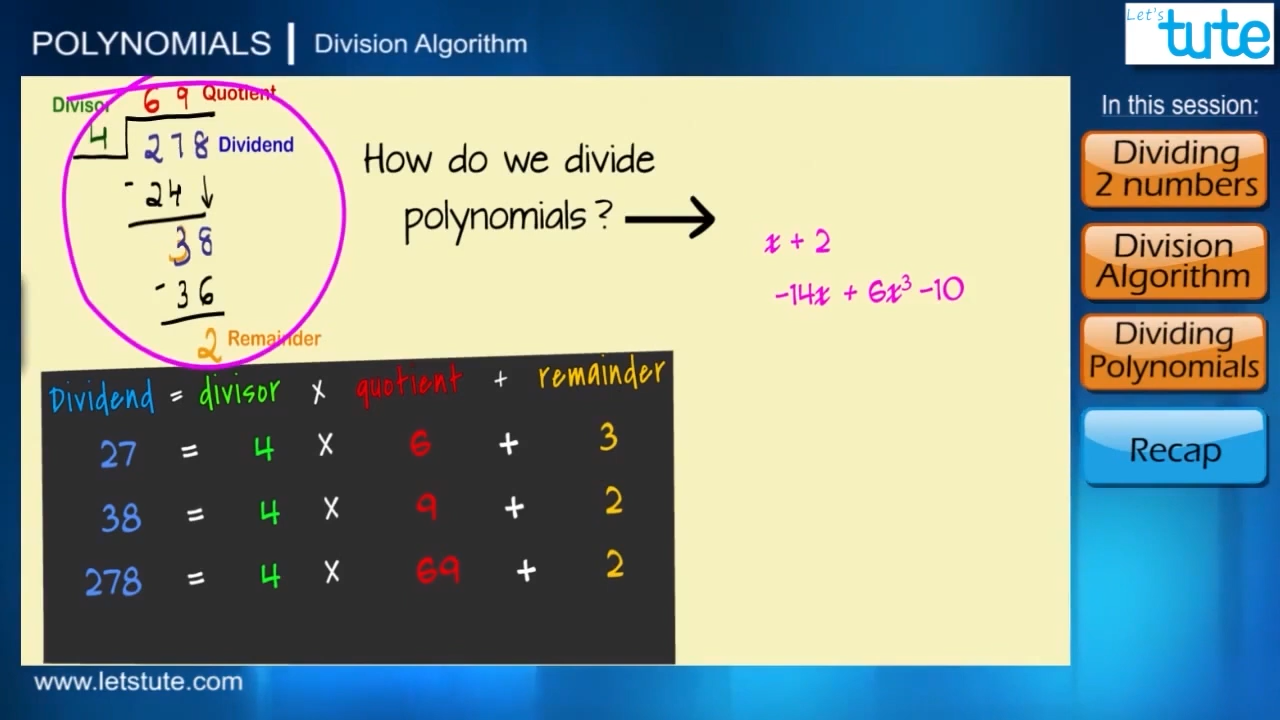 POLYNOMIALS | Division Algorithm
Let's
tute
In this session:
Dividing
2 numbers
Division
Algorithm
Dividing
Polynomials
Recap
6 9 Quotient
Divisor
4 278 Dividend
- 24 ↓
38
- 36
2 Remainder
How do we divide
polynomials? →
x + 2
-14x + 6x³ -10
Dividend = divisor x quotient + remainder
27 = 4 x 6 + 3
38 = 4 x 9 + 2
278 = 4 x 69 + 2
www.letstute.com